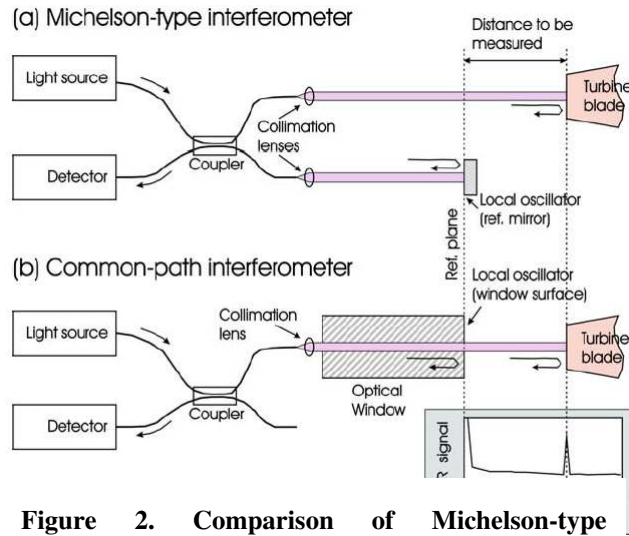 (a) Michelson-type interferometer
Distance to be
measured
Light source
Turbine
blade
Collimation
lenses
Coupler
Detector
Local oscillator
(ref. mirror)
Ref. plane
(b) Common-path interferometer
Local oscillator
(window surface)
Collimation
lens
Light source
Turbine
blade
Optical
Window
Coupler
Detector
signal
Figure 2. Comparison of Michelson-type